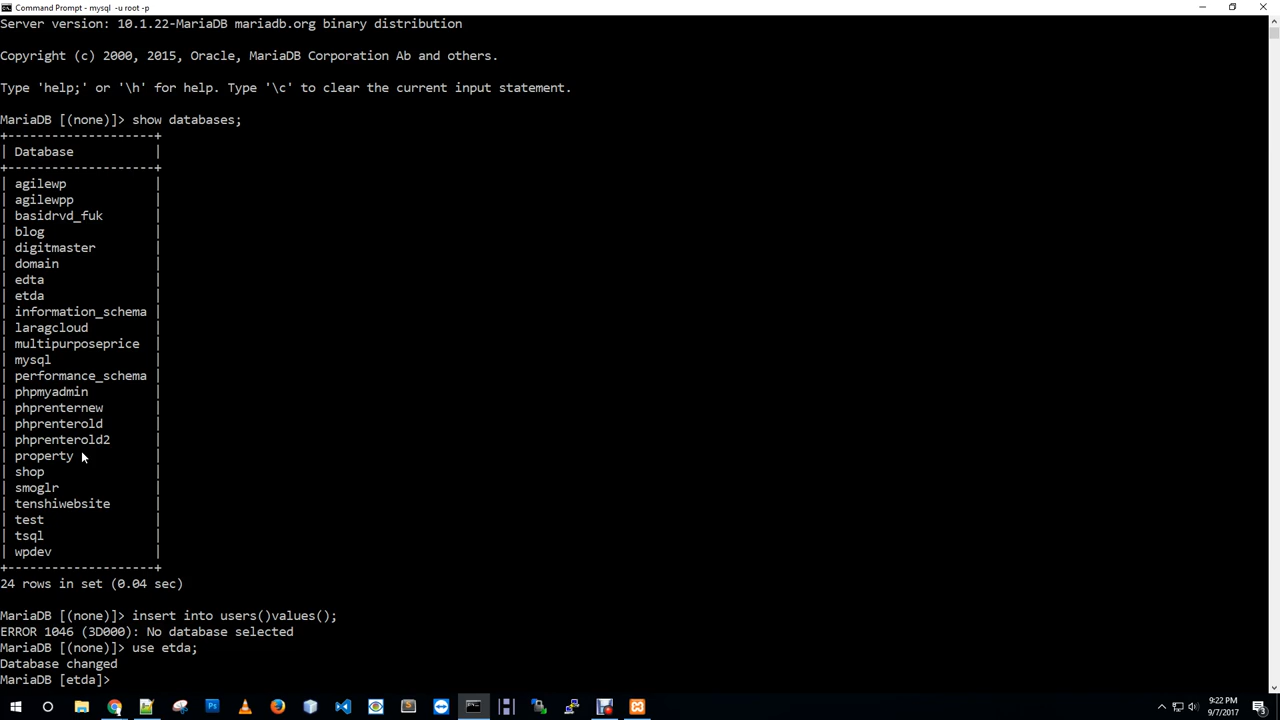 Command Prompt - mysql -u root -p
Server version: 10.1.22-MariaDB mariadb.org binary distribution
Copyright (c) 2000, 2015, Oracle, MariaDB Corporation Ab and others.
Type 'help;' or '\h' for help. Type '\c' to clear the current input statement.
MariaDB [(none)]> show databases;
+--------------------+
| Database           |
+--------------------+
| agilewp            |
| agilewpp           |
| basidrvd_fuk       |
| blog               |
| digitmaster        |
| domain             |
| edta               |
| etda               |
| information_schema |
| laragcloud         |
| multipurposeprice  |
| mysql              |
| performance_schema |
| phpmyadmin         |
| phprenternew       |
| phprenterold       |
| phprenterold2      |
| property           |
| shop               |
| smoglr             |
| tenshiwebsite      |
| test               |
| tsql               |
| wpdev              |
+--------------------+
24 rows in set (0.04 sec)
MariaDB [(none)]> insert into users()values();
ERROR 1046 (3D000): No database selected
MariaDB [(none)]> use etda;
Database changed
MariaDB [etda]>
9:22 PM
9/7/2017